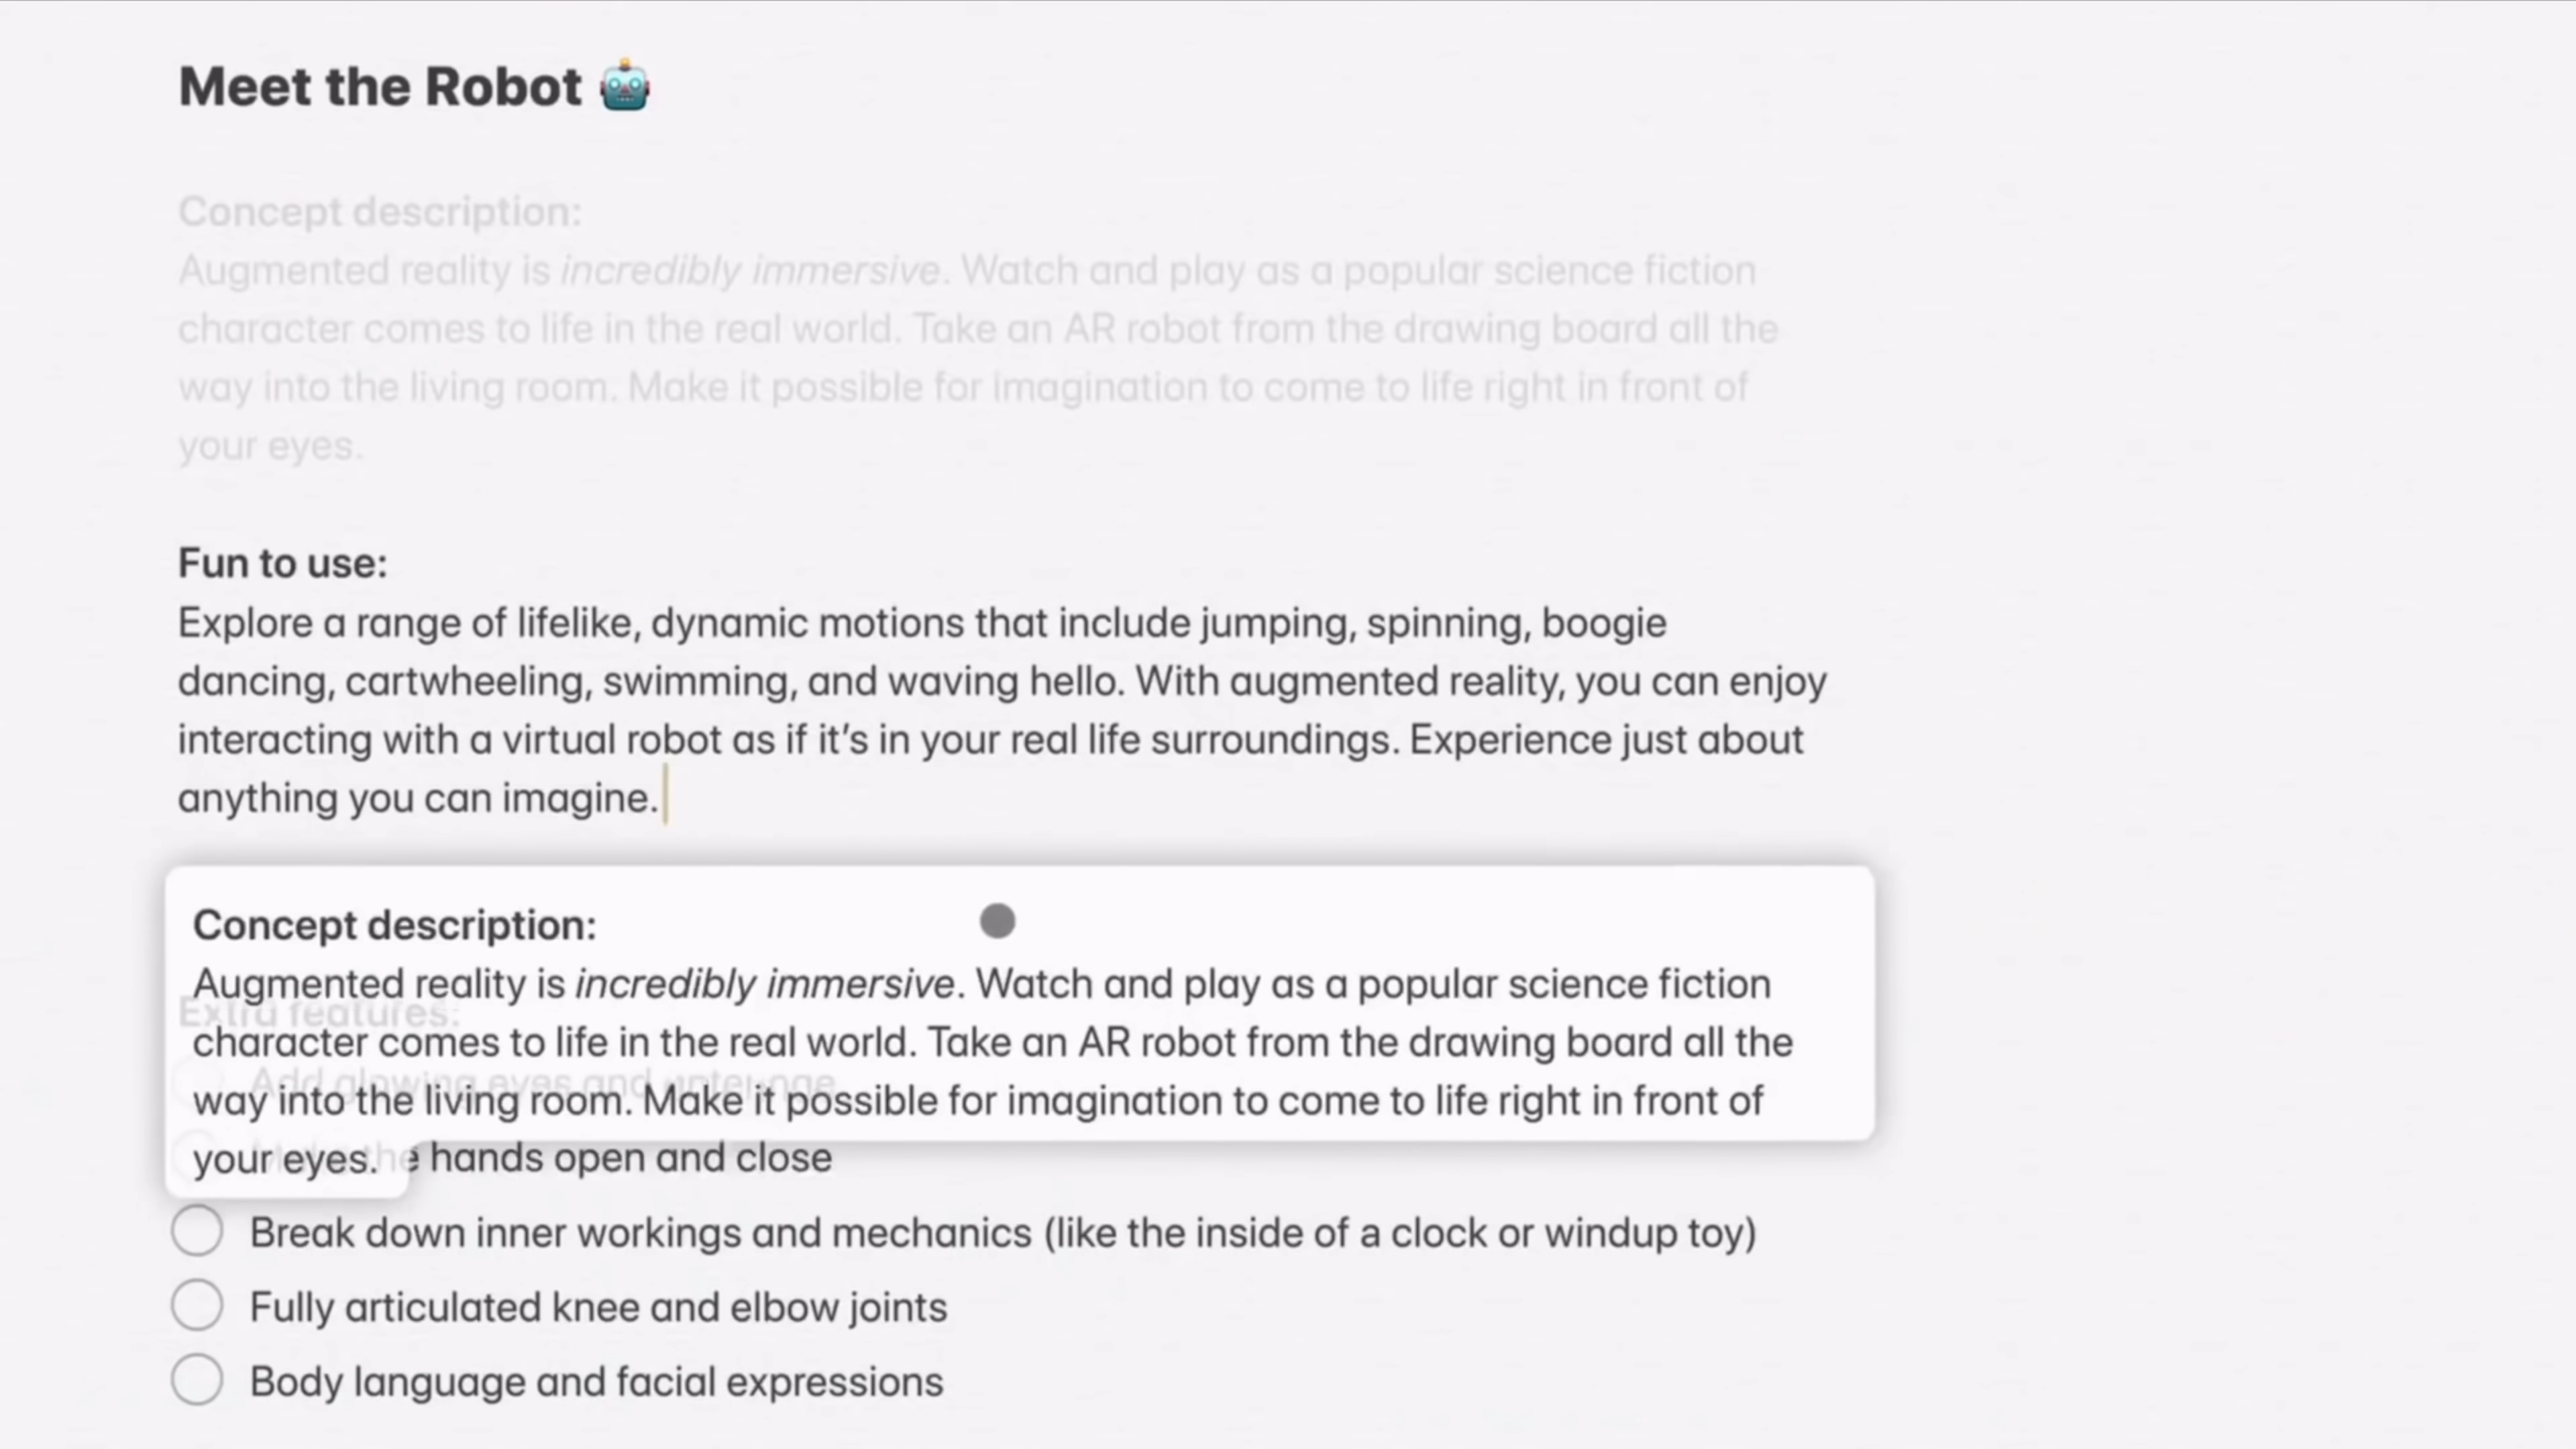 Meet the Robot 🤖
Concept description:
Augmented reality is incredibly immersive. Watch and play as a popular science fiction
character comes to life in the real world. Take an AR robot from the drawing board all the
way into the living room. Make it possible for imagination to come to life right in front of
your eyes.
Fun to use:
Explore a range of lifelike, dynamic motions that include jumping, spinning, boogie
dancing, cartwheeling, swimming, and waving hello. With augmented reality, you can enjoy
interacting with a virtual robot as if it’s in your real life surroundings. Experience just about
anything you can imagine.
Concept description:
Augmented reality is incredibly immersive. Watch and play as a popular science fiction
Extra features:
character comes to life in the real world. Take an AR robot from the drawing board all the
Add glowing eyes and antennae
way into the living room. Make it possible for imagination to come to life right in front of
your eyes.
Make the hands open and close
Break down inner workings and mechanics (like the inside of a clock or windup toy)
Fully articulated knee and elbow joints
Body language and facial expressions